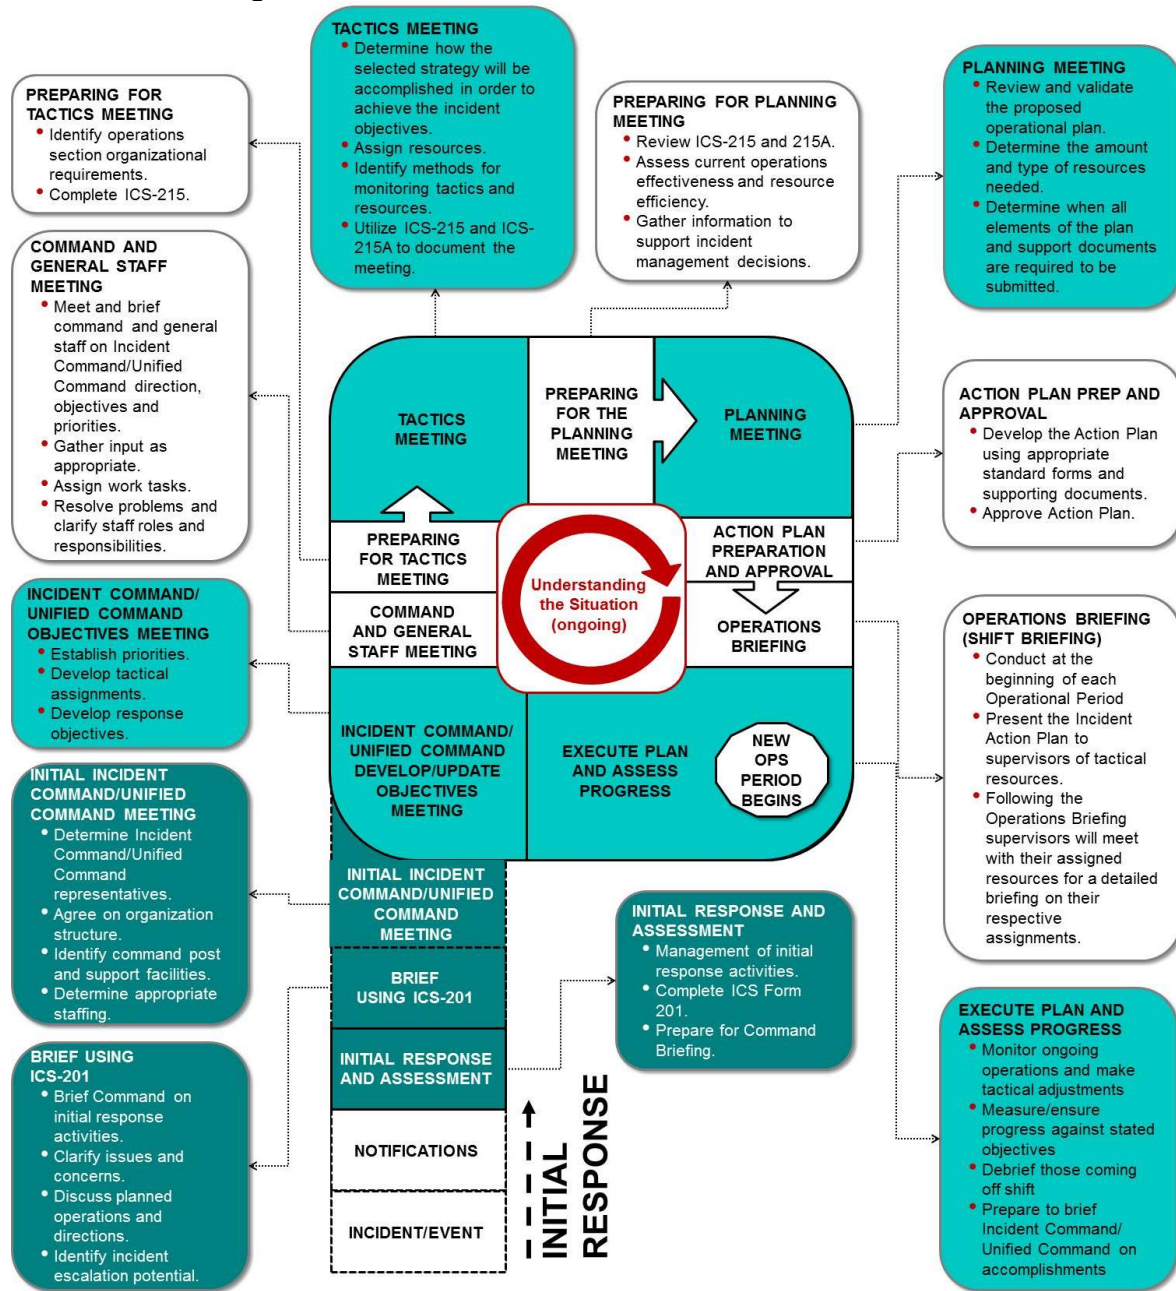 TACTICS MEETING
• Determine how the
selected strategy will be
accomplished in order to
achieve the incident
objectives.
• Assign resources.
• Identify methods for
monitoring tactics and
resources.
• Utilize ICS-215 and ICS-
215A to document the
meeting.
PREPARING FOR
TACTICS MEETING
• Identify operations
section organizational
requirements.
• Complete ICS-215.
PREPARING FOR PLANNING
MEETING
• Review ICS-215 and 215A.
• Assess current operations
effectiveness and resource
efficiency.
• Gather information to
support incident
management decisions.
PLANNING MEETING
• Review and validate
the proposed
operational plan.
• Determine the amount
and type of resources
needed.
• Determine when all
elements of the plan
and support documents
are required to be
submitted.
COMMAND AND
GENERAL STAFF
MEETING
• Meet and brief
command and general
staff on Incident
Command/Unified
Command direction,
objectives and
priorities.
• Gather input as
appropriate.
• Assign work tasks.
• Resolve problems and
clarify staff roles and
responsibilities.
TACTICS
MEETING
PREPARING
FOR THE
PLANNING
MEETING
PLANNING
MEETING
ACTION PLAN PREP AND
APPROVAL
• Develop the Action Plan
using appropriate
standard forms and
supporting documents.
• Approve Action Plan.
PREPARING
FOR TACTICS
MEETING
COMMAND
AND GENERAL
STAFF MEETING
Understanding
the Situation
(ongoing)
ACTION PLAN
PREPARATION
AND APPROVAL
OPERATIONS
BRIEFING
INCIDENT COMMAND/
UNIFIED COMMAND
OBJECTIVES MEETING
• Establish priorities.
• Develop tactical
assignments.
• Develop response
objectives.
OPERATIONS BRIEFING
(SHIFT BRIEFING)
• Conduct at the
beginning of each
Operational Period
• Present the Incident
Action Plan to
supervisors of tactical
resources.
• Following the
Operations Briefing
supervisors will meet
with their assigned
resources for a detailed
briefing on their
respective
assignments.
INCIDENT COMMAND/
UNIFIED COMMAND
DEVELOP/UPDATE
OBJECTIVES
MEETING
EXECUTE PLAN
AND ASSESS
PROGRESS
NEW
OPS
PERIOD
BEGINS
INITIAL INCIDENT
COMMAND/UNIFIED
COMMAND MEETING
• Determine Incident
Command/Unified
Command
representatives.
• Agree on organization
structure.
• Identify command post
and support facilities.
• Determine appropriate
staffing.
INITIAL INCIDENT
COMMAND/UNIFIED
COMMAND
MEETING
BRIEF
USING ICS-201
INITIAL RESPONSE
AND ASSESSMENT
NOTIFICATIONS
INCIDENT/EVENT
INITIAL
RESPONSE
INITIAL RESPONSE AND
ASSESSMENT
• Management of initial
response activities.
• Complete ICS Form
201.
• Prepare for Command
Briefing.
BRIEF USING
ICS-201
• Brief Command on
initial response
activities.
• Clarify issues and
concerns.
• Discuss planned
operations and
directions.
• Identify incident
escalation potential.
EXECUTE PLAN AND
ASSESS PROGRESS
• Monitor ongoing
operations and make
tactical adjustments
• Measure/ensure
progress against stated
objectives
• Debrief those coming
off shift
• Prepare to brief
Incident Command/
Unified Command on
accomplishments